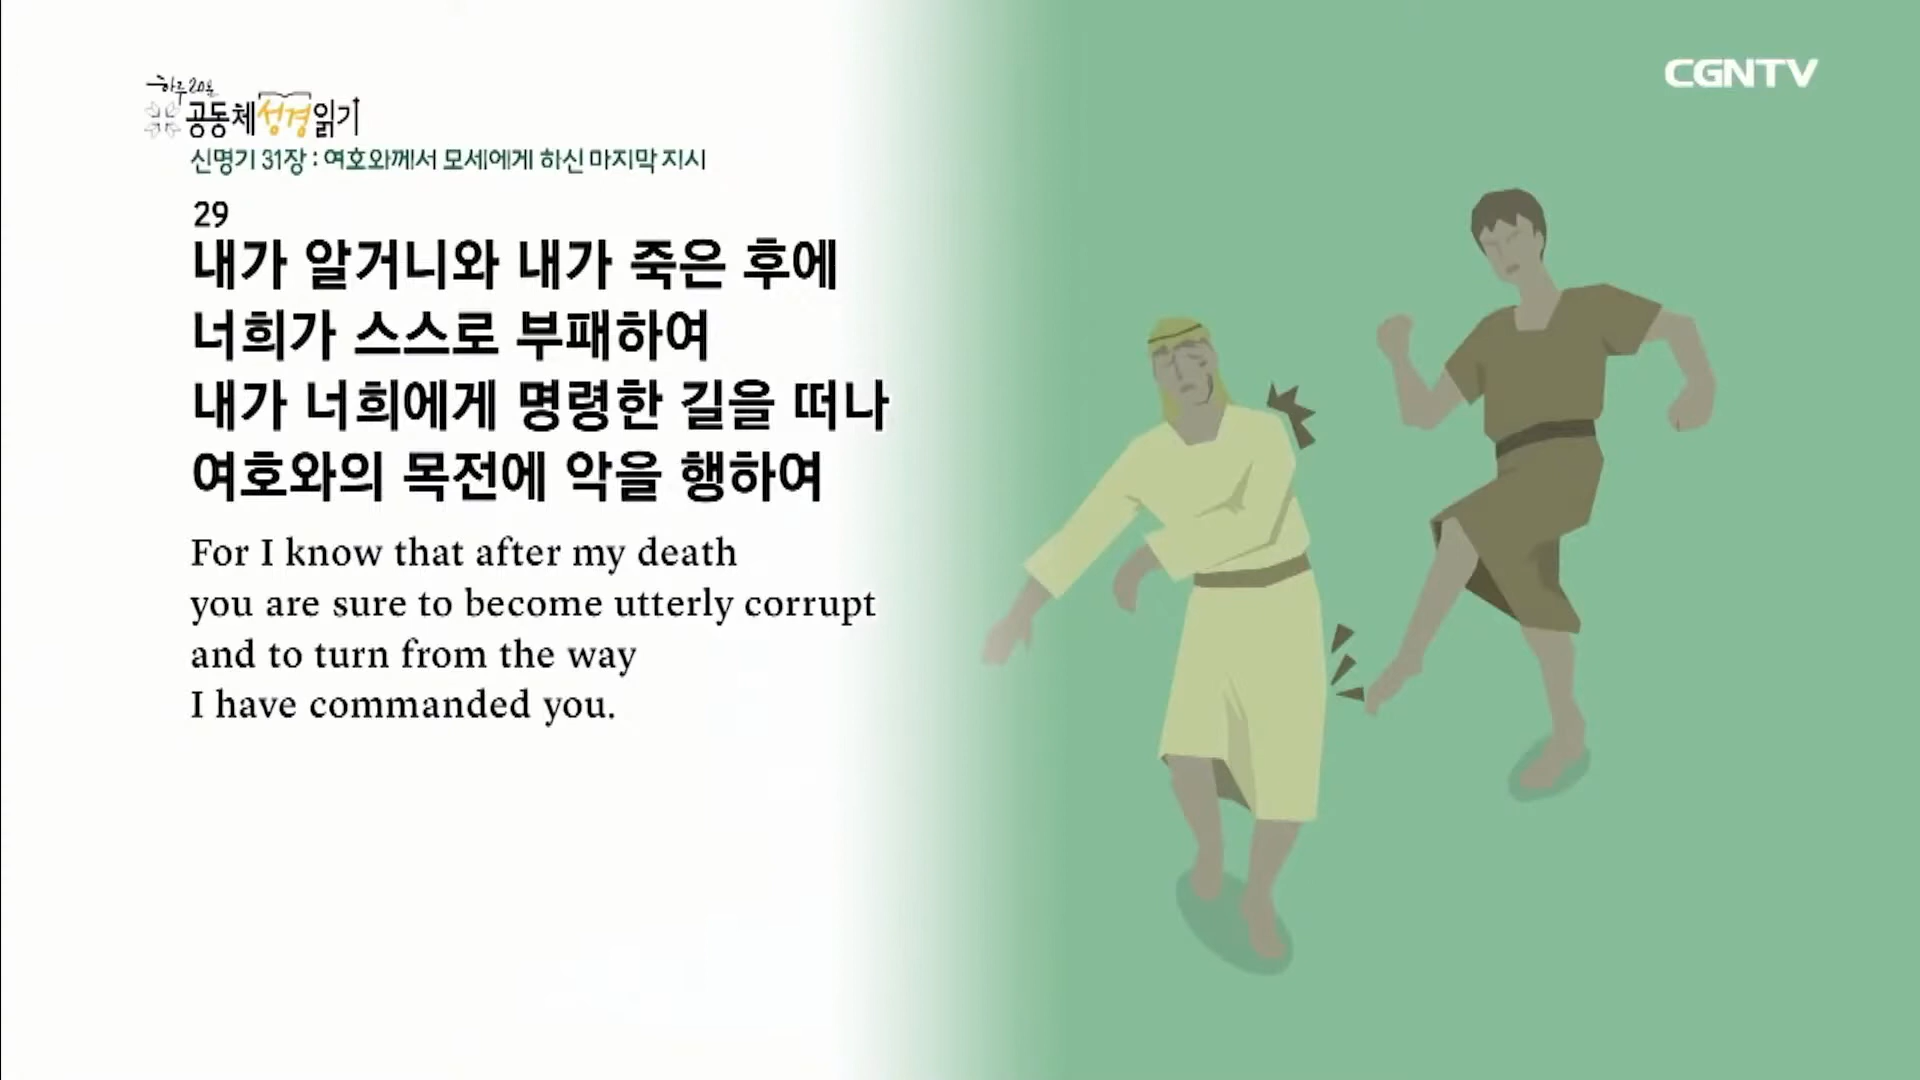 CGNTV
하루 20분
공동체성경읽기
신명기 31장 : 여호와께서 모세에게 하신 마지막 지시
29
내가 알거니와 내가 죽은 후에
너희가 스스로 부패하여
내가 너희에게 명령한 길을 떠나
여호와의 목전에 악을 행하여
For I know that after my death
you are sure to become utterly corrupt
and to turn from the way
I have commanded you.